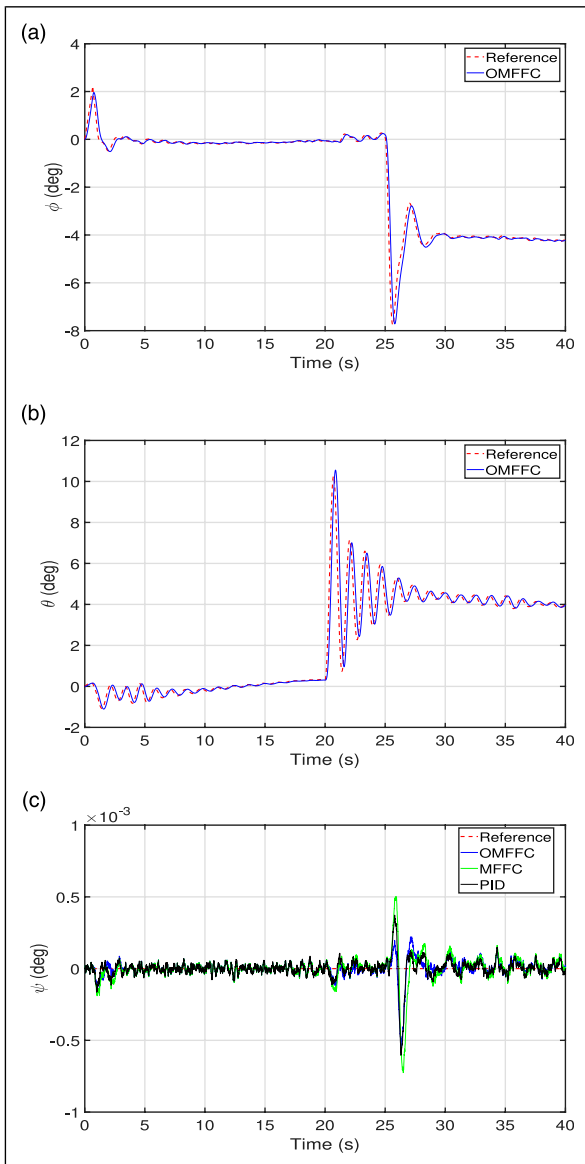 (a)
4
2
0
-2
-4
-6
-8
ϕ (deg)
Reference
OMFFC
0 5 10 15 20 25 30 35 40
Time (s)
(b)
12
10
8
6
4
2
0
-2
θ (deg)
Reference
OMFFC
0 5 10 15 20 25 30 35 40
Time (s)
(c)
×10⁻³
1
0.5
0
-0.5
-1
ψ (deg)
Reference
OMFFC
MFFC
PID
0 5 10 15 20 25 30 35 40
Time (s)